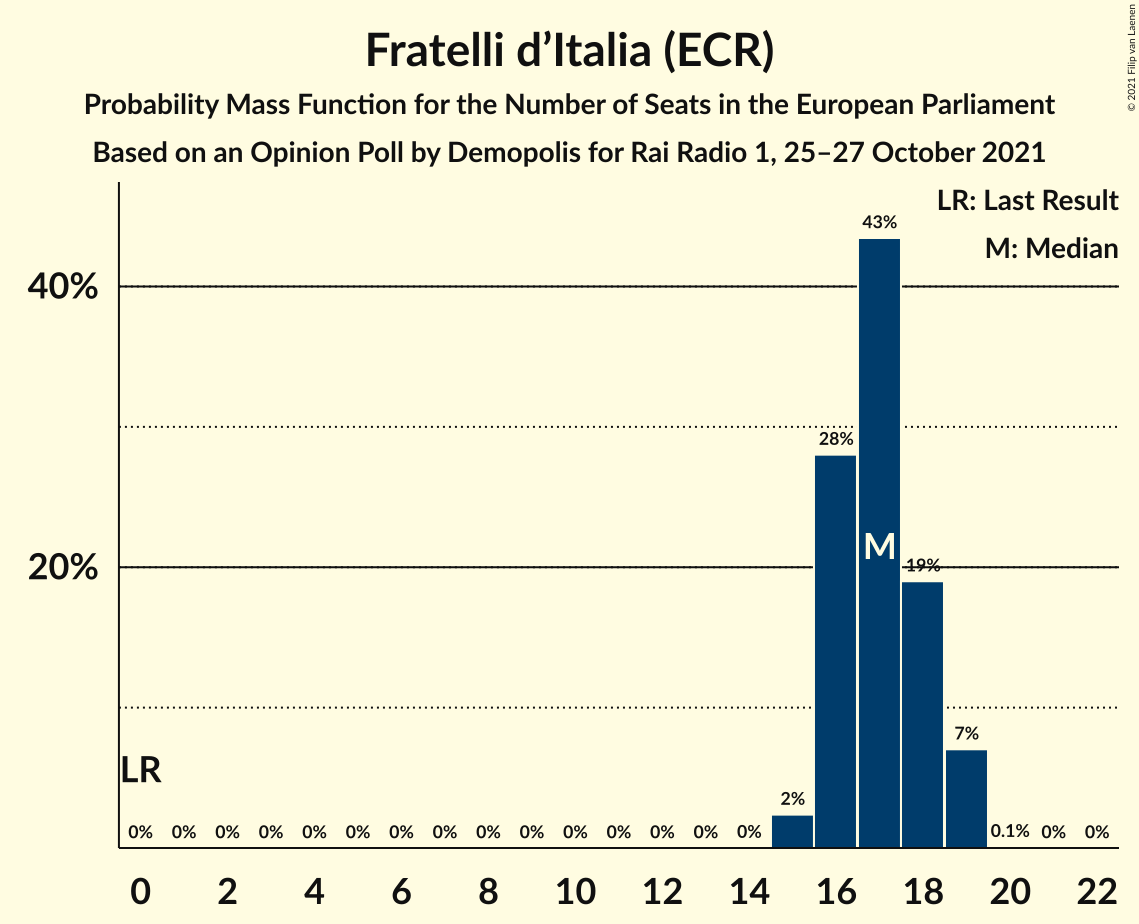 Fratelli d’Italia (ECR)
Probability Mass Function for the Number of Seats in the European Parliament
Based on an Opinion Poll by Demopolis for Rai Radio 1, 25–27 October 2021
© 2021 Filip van Laenen
LR: Last Result
M: Median
43%
40%
28%
M
20%
19%
7%
LR
2%
0% 0% 0% 0% 0% 0% 0% 0% 0% 0% 0% 0% 0% 0% 0% 0.1% 0% 0%
0 2 4 6 8 10 12 14 16 18 20 22